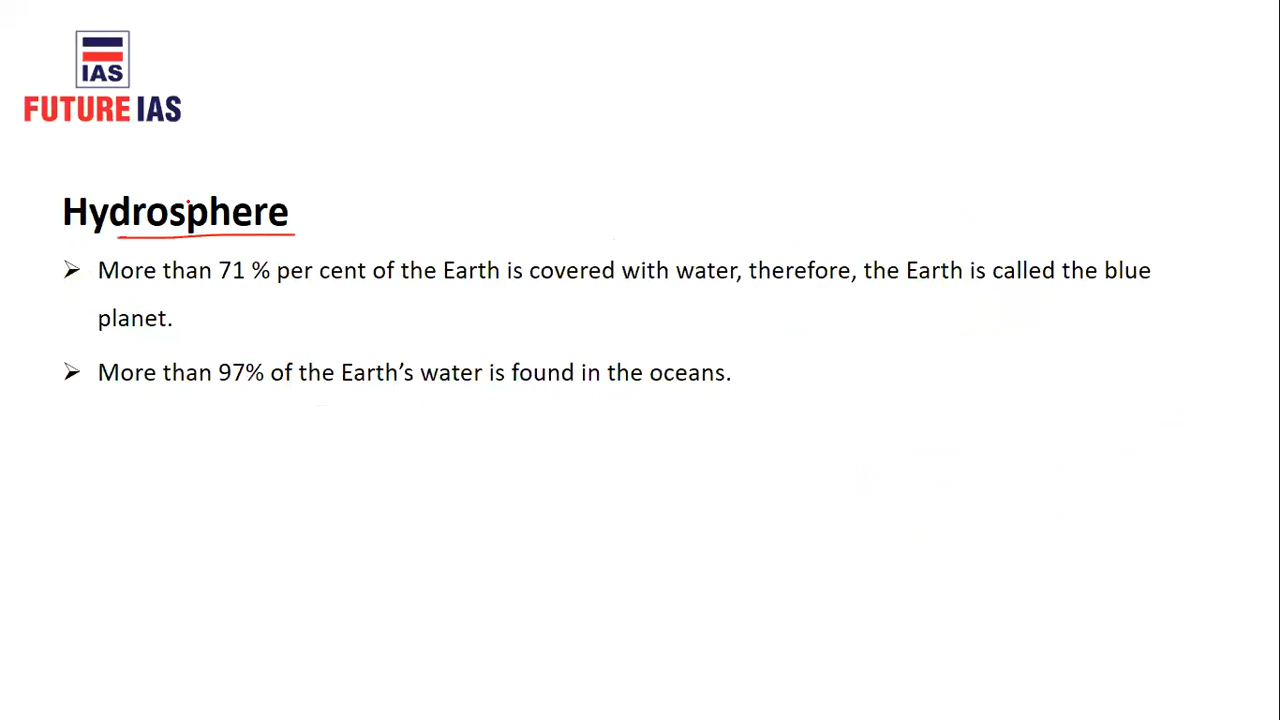 IAS
FUTURE IAS
Hydrosphere
More than 71 % per cent of the Earth is covered with water, therefore, the Earth is called the blue
planet.
More than 97% of the Earth’s water is found in the oceans.